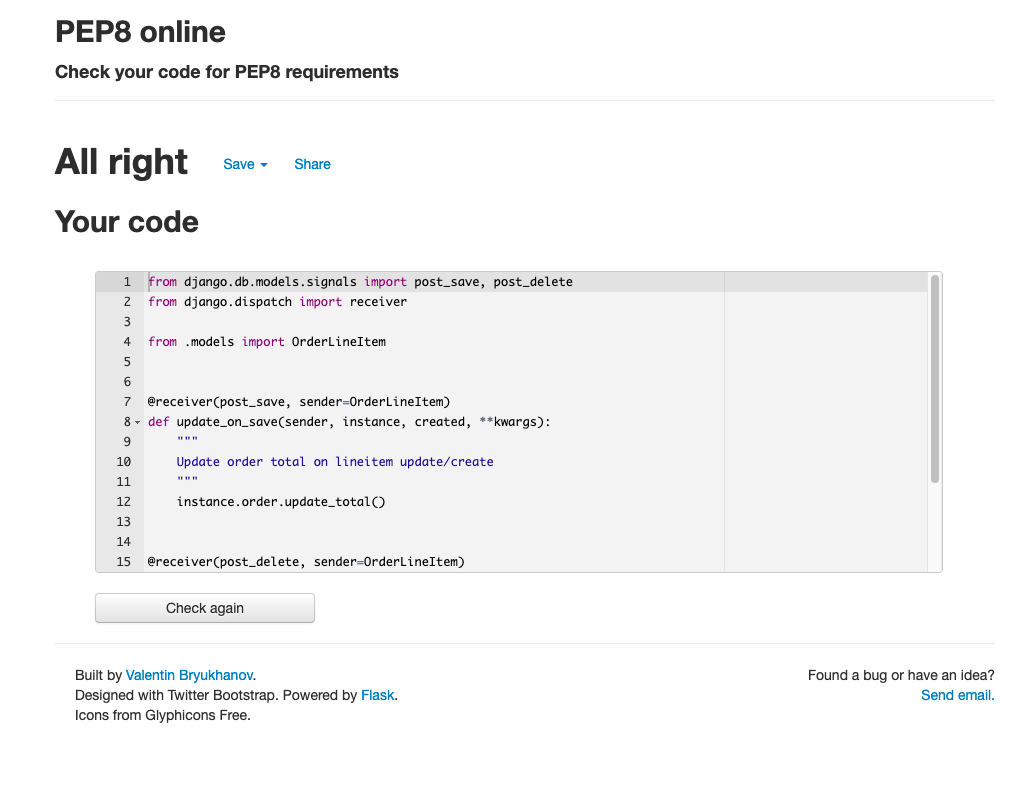 PEP8 online
Check your code for PEP8 requirements
All right Save Share
Your code
1 from django.db.models.signals import post_save, post_delete
2 from django.dispatch import receiver
3
4 from .models import OrderLineItem
5
6
7 @receiver(post_save, sender=OrderLineItem)
8 def update_on_save(sender, instance, created, **kwargs):
9     """
10     Update order total on lineitem update/create
11     """
12     instance.order.update_total()
13
14
15 @receiver(post_delete, sender=OrderLineItem)
Check again
Built by Valentin Bryukhanov.
Designed with Twitter Bootstrap. Powered by Flask.
Icons from Glyphicons Free.
Found a bug or have an idea?
Send email.